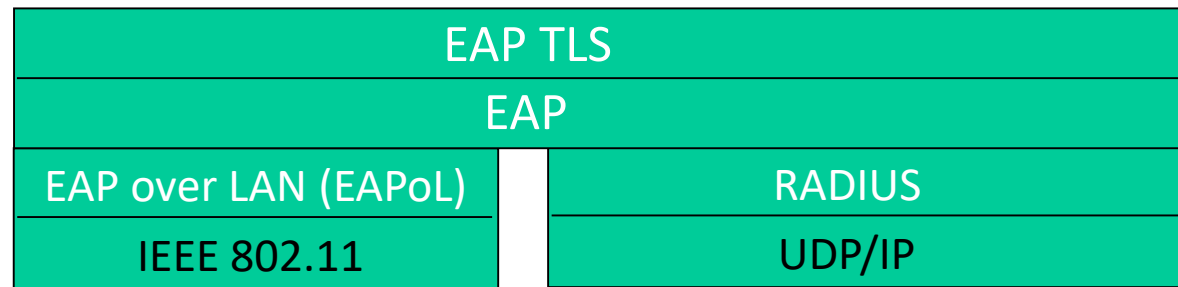 EAP TLS
EAP
EAP over LAN (EAPoL)
RADIUS
IEEE 802.11
UDP/IP